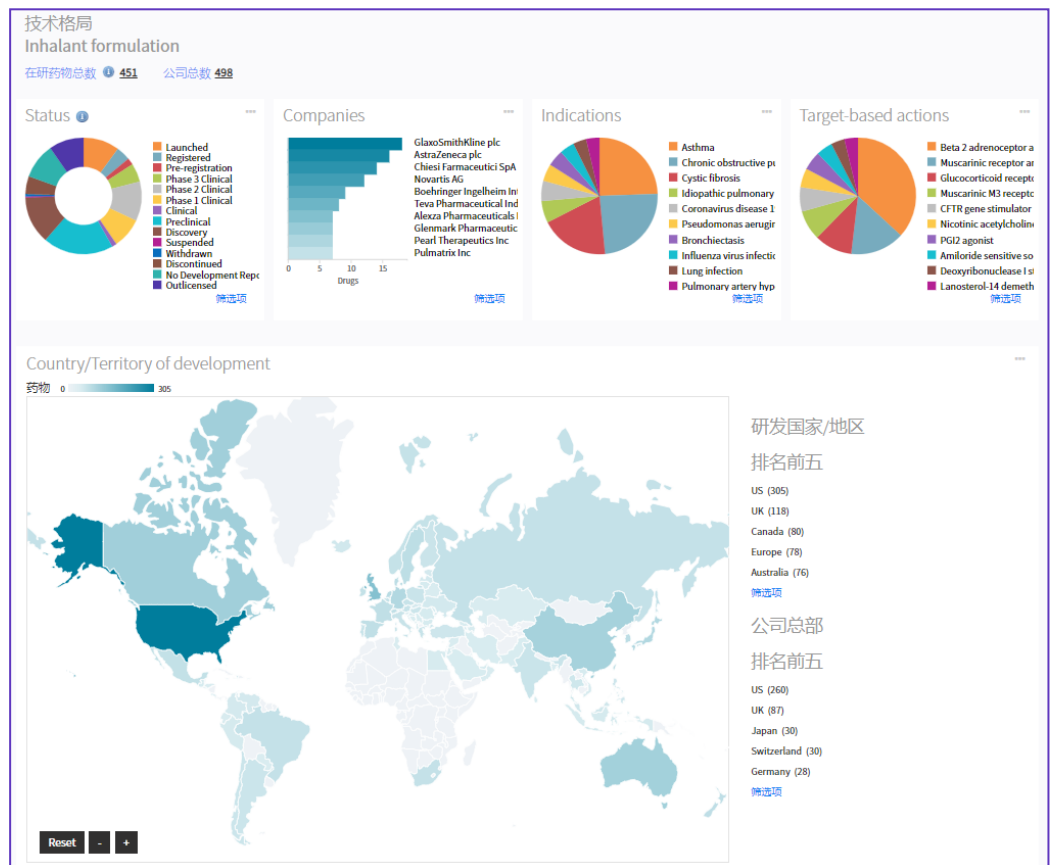 技术格局
Inhalant formulation
在研药物总数 451 公司总数 498
Status
Launched
Registered
Pre-registration
Phase 3 Clinical
Phase 2 Clinical
Phase 1 Clinical
Clinical
Preclinical
Discovery
Suspended
Withdrawn
Discontinued
No Development Repo
Outlicensed
筛选项
Companies
GlaxoSmithKline plc
AstraZeneca plc
Chiesi Farmaceutici SpA
Novartis AG
Boehringer Ingelheim Int
Teva Pharmaceutical Ind
Alexza Pharmaceuticals I
Glenmark Pharmaceutic
Pearl Therapeutics Inc
Pulmatrix Inc
0 5 10 15
Drugs
筛选项
Indications
Asthma
Chronic obstructive pu
Cystic fibrosis
Idiopathic pulmonary
Coronavirus disease 1
Pseudomonas aerugir
Bronchiectasis
Influenza virus infectic
Lung infection
Pulmonary artery hyp
筛选项
Target-based actions
Beta 2 adrenoceptor a
Muscarinic receptor ar
Glucocorticoid recepto
Muscarinic M3 recepto
CFTR gene stimulator
Nicotinic acetylcholine
PGI2 agonist
Amiloride sensitive so
Deoxyribonuclease I st
Lanosterol-14 demeth
筛选项
Country/Territory of development
药物 0 305
研发国家/地区
排名前五
US (305)
UK (118)
Canada (80)
Europe (78)
Australia (76)
筛选项
公司总部
排名前五
US (260)
UK (87)
Japan (30)
Switzerland (30)
Germany (28)
筛选项
Reset - +